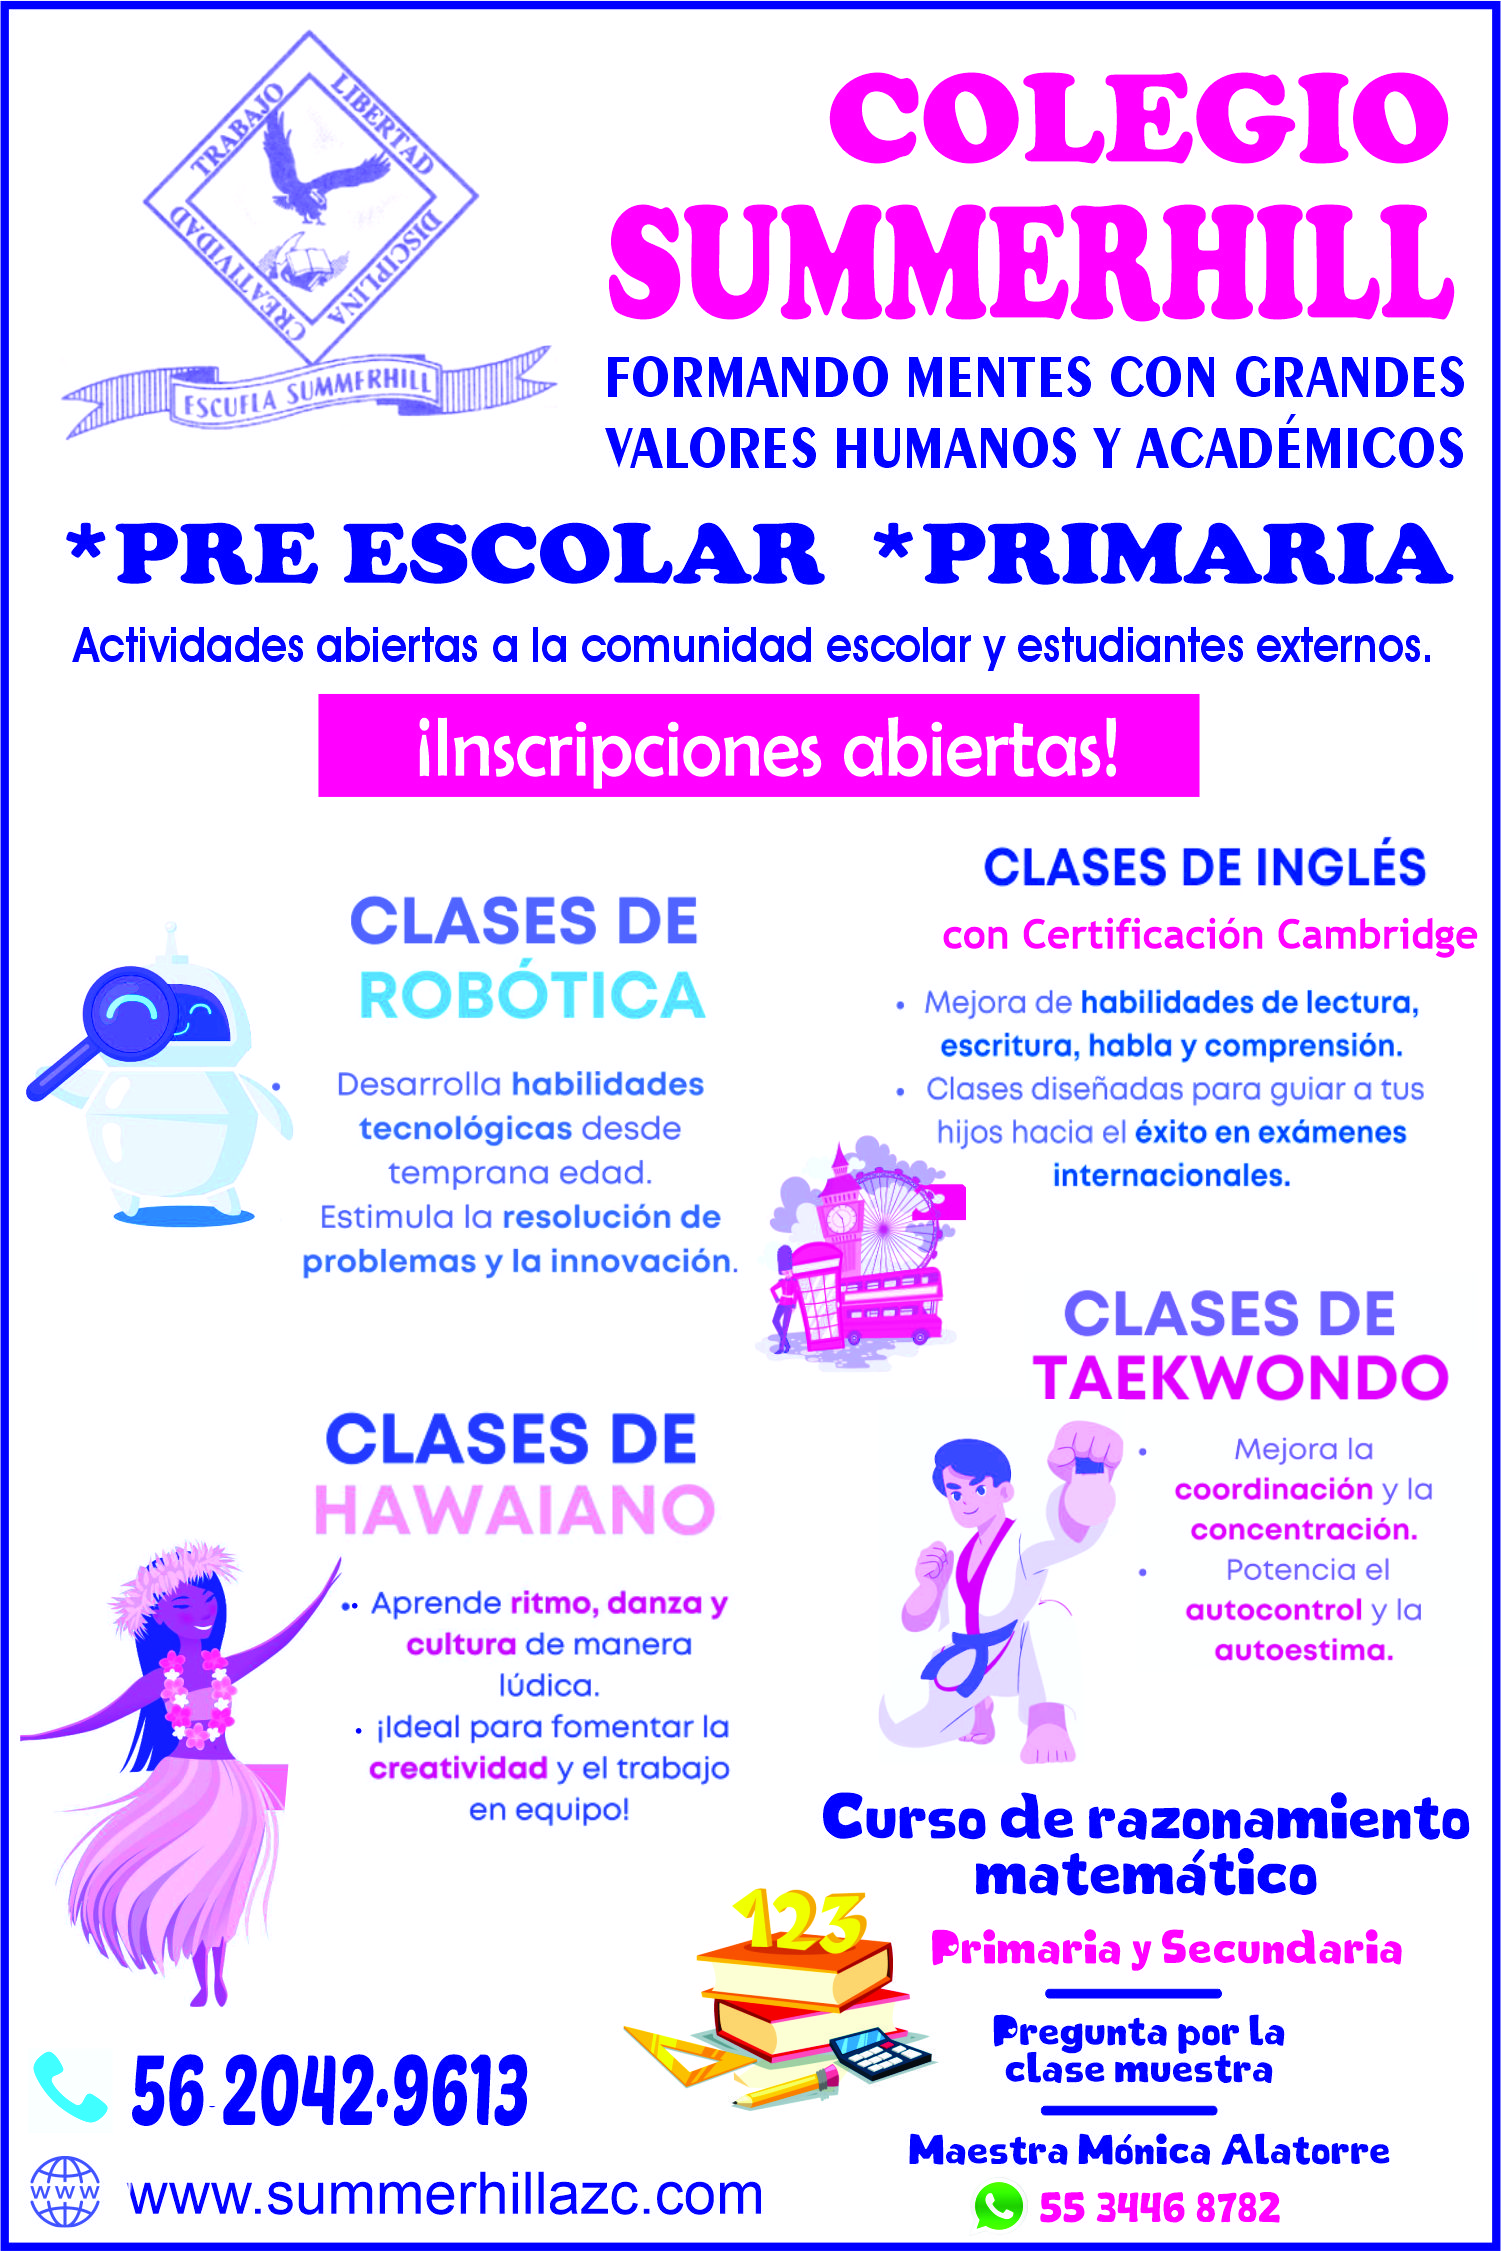 TRABAJO
LIBERTAD
DISCIPLINA
CREATIVIDAD
ESCUELA SUMMERHILL
COLEGIO
SUMMERHILL
FORMANDO MENTES CON GRANDES
VALORES HUMANOS Y ACADÉMICOS
*PRE ESCOLAR *PRIMARIA
Actividades abiertas a la comunidad escolar y estudiantes externos.
¡Inscripciones abiertas!
CLASES DE
ROBÓTICA
• Desarrolla habilidades
tecnológicas desde
temprana edad.
Estimula la resolución de
problemas y la innovación.
CLASES DE INGLÉS
con Certificación Cambridge
• Mejora de habilidades de lectura,
escritura, habla y comprensión.
• Clases diseñadas para guiar a tus
hijos hacia el éxito en exámenes
internacionales.
CLASES DE
TAEKWONDO
• Mejora la
coordinación y la
concentración.
• Potencia el
autocontrol y la
autoestima.
CLASES DE
HAWAIANO
•• Aprende ritmo, danza y
cultura de manera
lúdica.
• ¡Ideal para fomentar la
creatividad y el trabajo
en equipo!
Curso de razonamiento
matemático
123
Primaria y Secundaria
Pregunta por la
clase muestra
Maestra Mónica Alatorre
55 3446 8782
56-2042•9613
www
www.summerhillazc.com